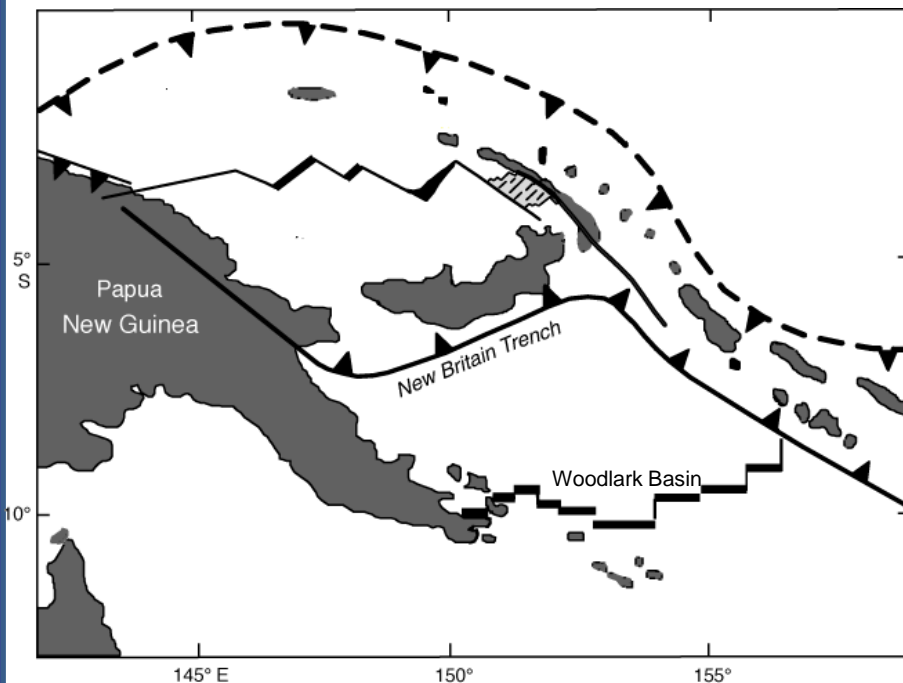 5°
S
Papua
New Guinea
New Britain Trench
Woodlark Basin
10°
145° E
150°
155°